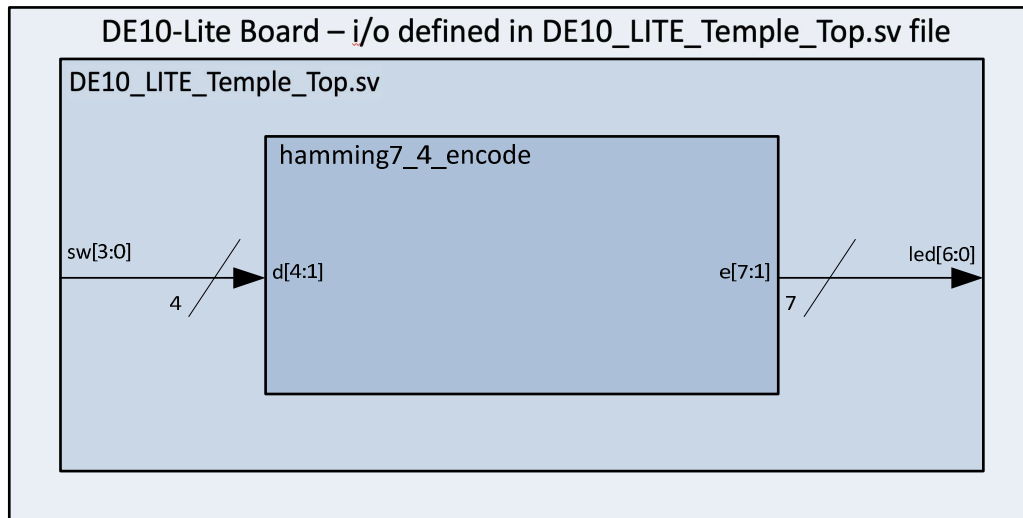 DE10-Lite Board – i/o defined in DE10_LITE_Temple_Top.sv file
DE10_LITE_Temple_Top.sv
hamming7_4_encode
sw[3:0]
led[6:0]
d[4:1]
e[7:1]
4
7